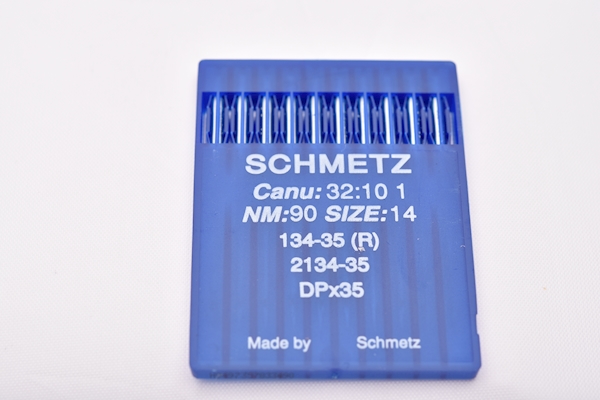 SCHMETZ
Canu: 32:10 1
NM:90 SIZE:14
134-35 (R)
2134-35
DPx35
Made by Schmetz